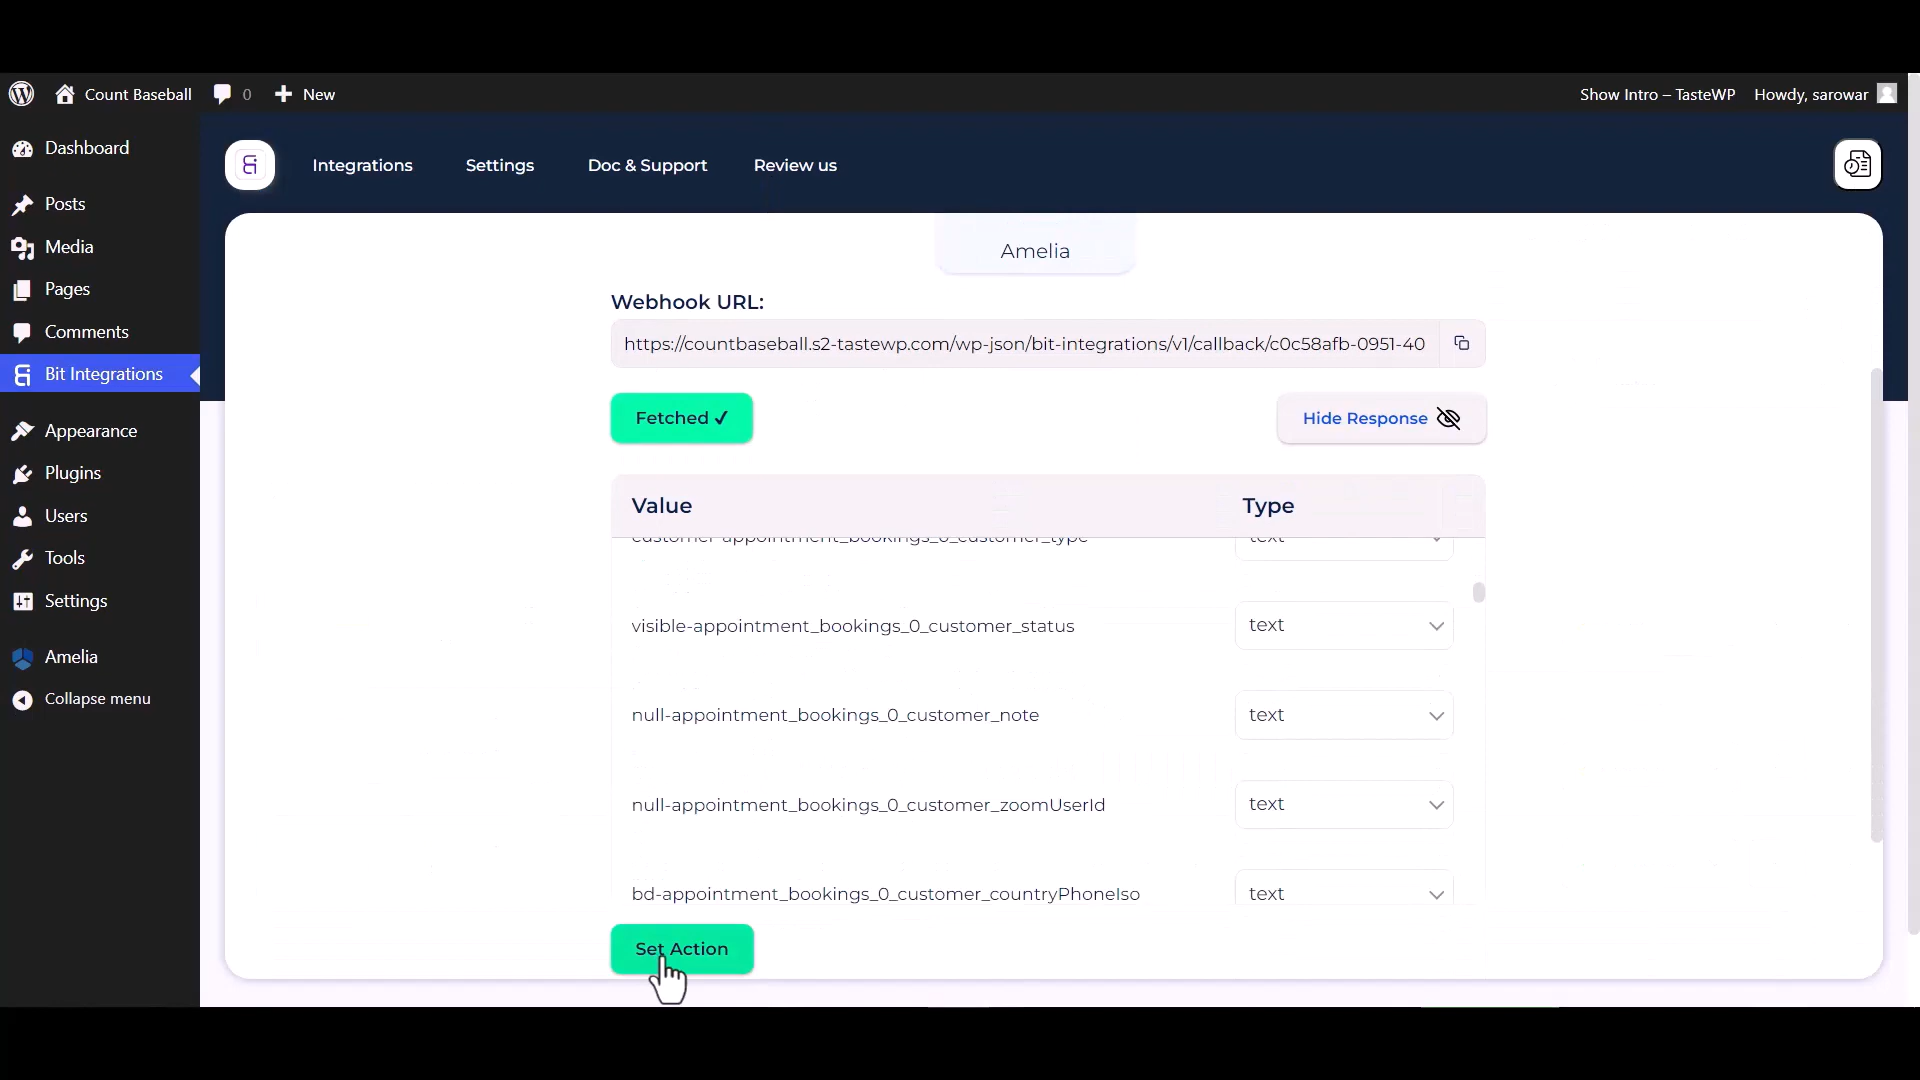 Count Baseball
0
New
Show Intro – TasteWP
Howdy, sarowar
Dashboard
Posts
Media
Pages
Comments
Bit Integrations
Appearance
Plugins
Users
Tools
Settings
Amelia
Collapse menu
Integrations
Settings
Doc & Support
Review us
Amelia
Webhook URL:
https://countbaseball.s2-tastewp.com/wp-json/bit-integrations/v1/callback/c0c58afb-0951-40
Fetched ✓
Hide Response
Value
Type
customer-appointment_bookings_0_customer_type
text
visible-appointment_bookings_0_customer_status
text
null-appointment_bookings_0_customer_note
text
null-appointment_bookings_0_customer_zoomUserId
text
bd-appointment_bookings_0_customer_countryPhoneIso
text
Set Action